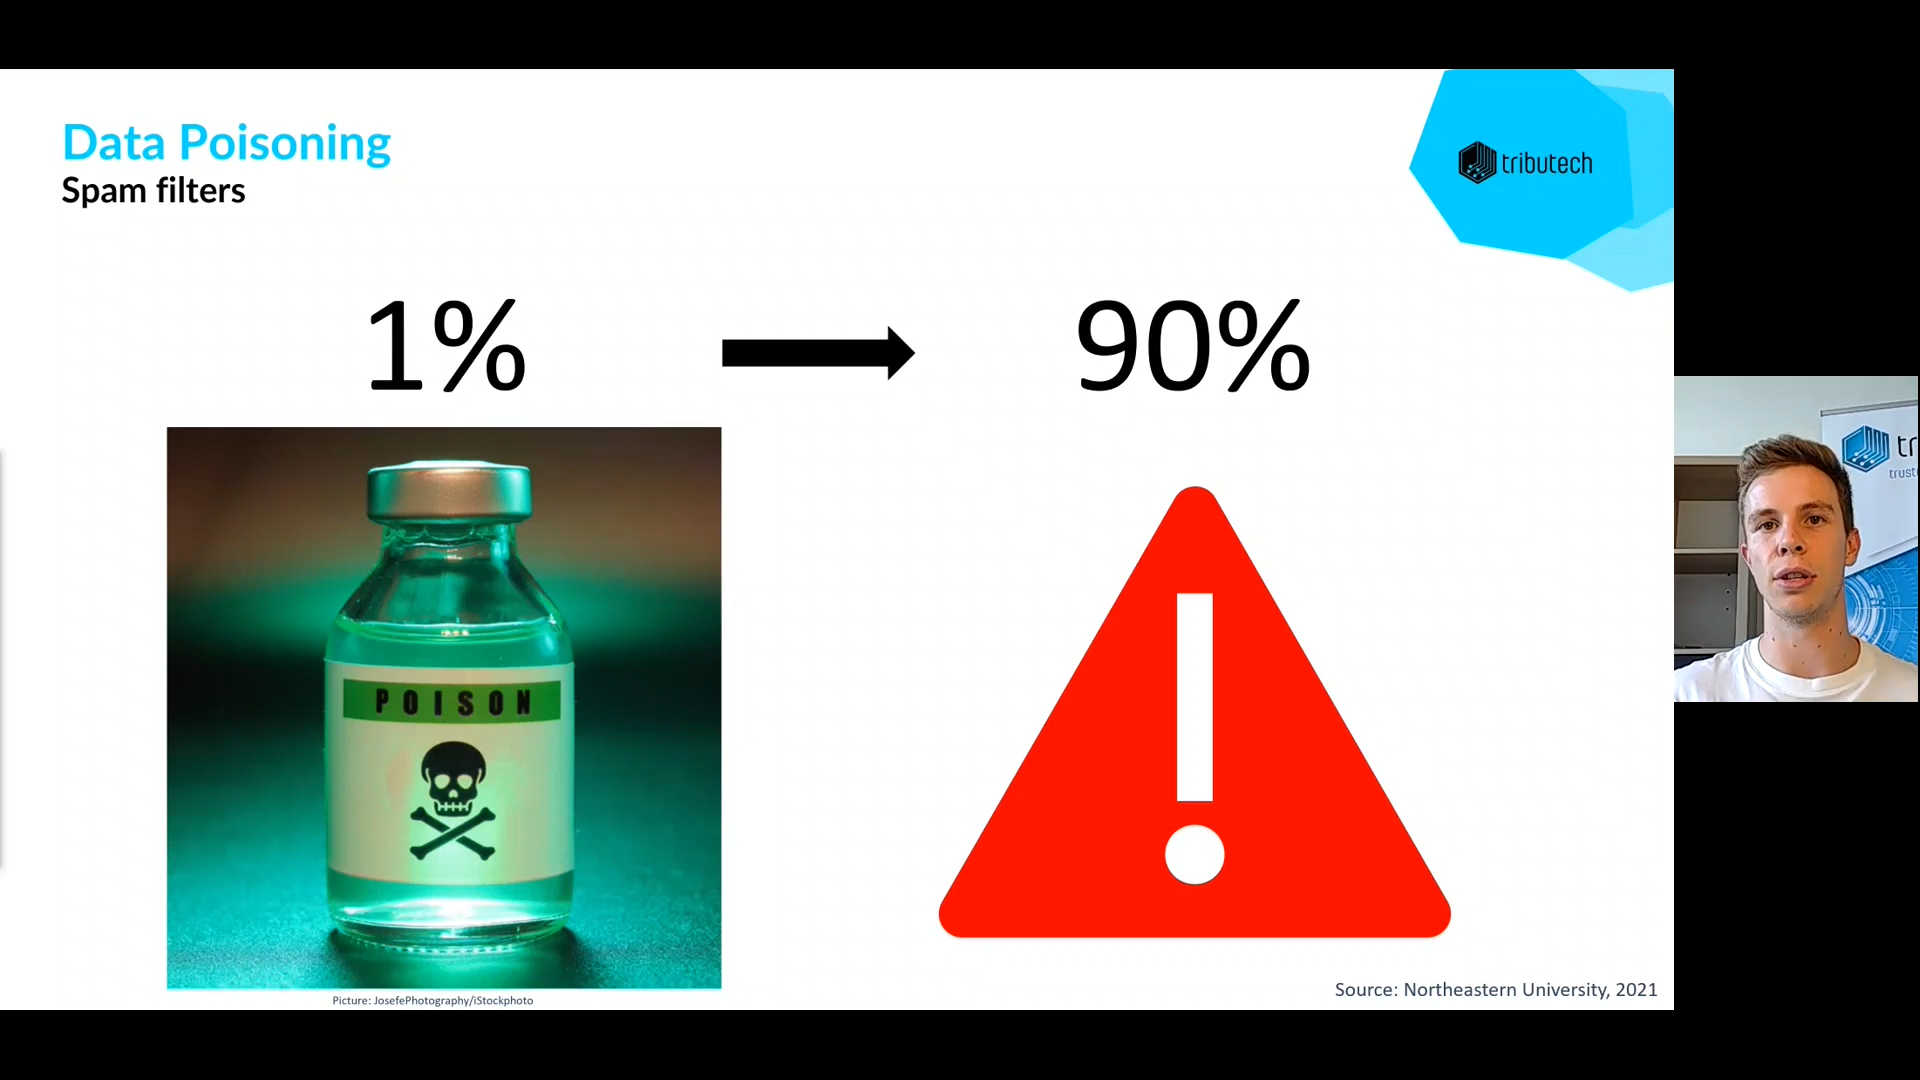 Data Poisoning
Spam filters
tributech
1%
90%
POISON
Picture: JosefePhotography/iStockphoto
Source: Northeastern University, 2021